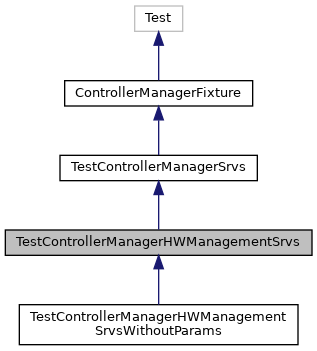 Test
ControllerManagerFixture
TestControllerManagerSrvs
TestControllerManagerHWManagementSrvs
TestControllerManagerHWManagement
SrvsWithoutParams